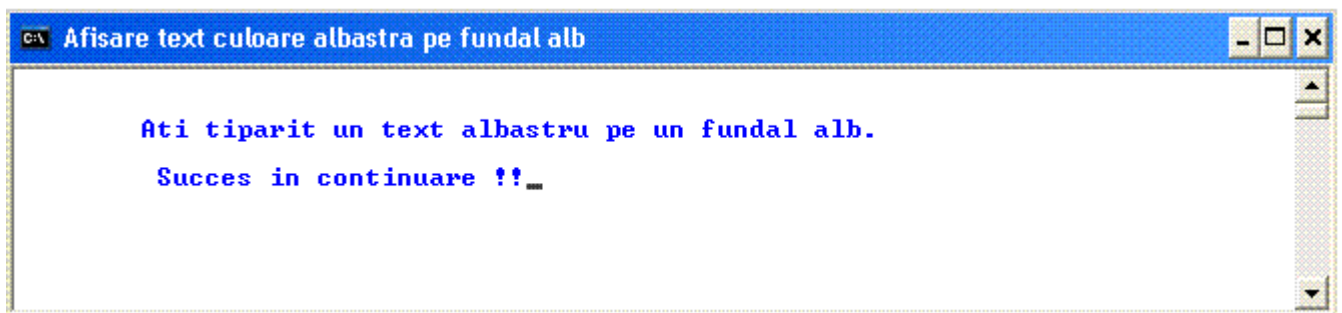 C:\ Afisare text culoare albastra pe fundal alb
Ati tiparit un text albastru pe un fundal alb.
Succes in continuare !!_